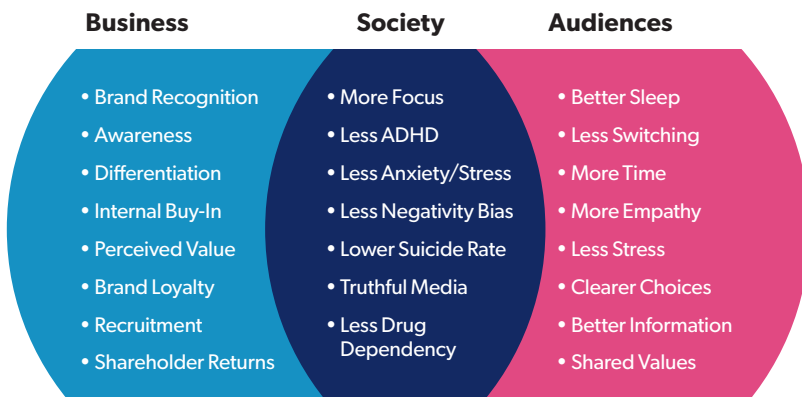 Business
• Brand Recognition
• Awareness
• Differentiation
• Internal Buy-In
• Perceived Value
• Brand Loyalty
• Recruitment
• Shareholder Returns
Society
• More Focus
• Less ADHD
• Less Anxiety/Stress
• Less Negativity Bias
• Lower Suicide Rate
• Truthful Media
• Less Drug
Dependency
Audiences
• Better Sleep
• Less Switching
• More Time
• More Empathy
• Less Stress
• Clearer Choices
• Better Information
• Shared Values